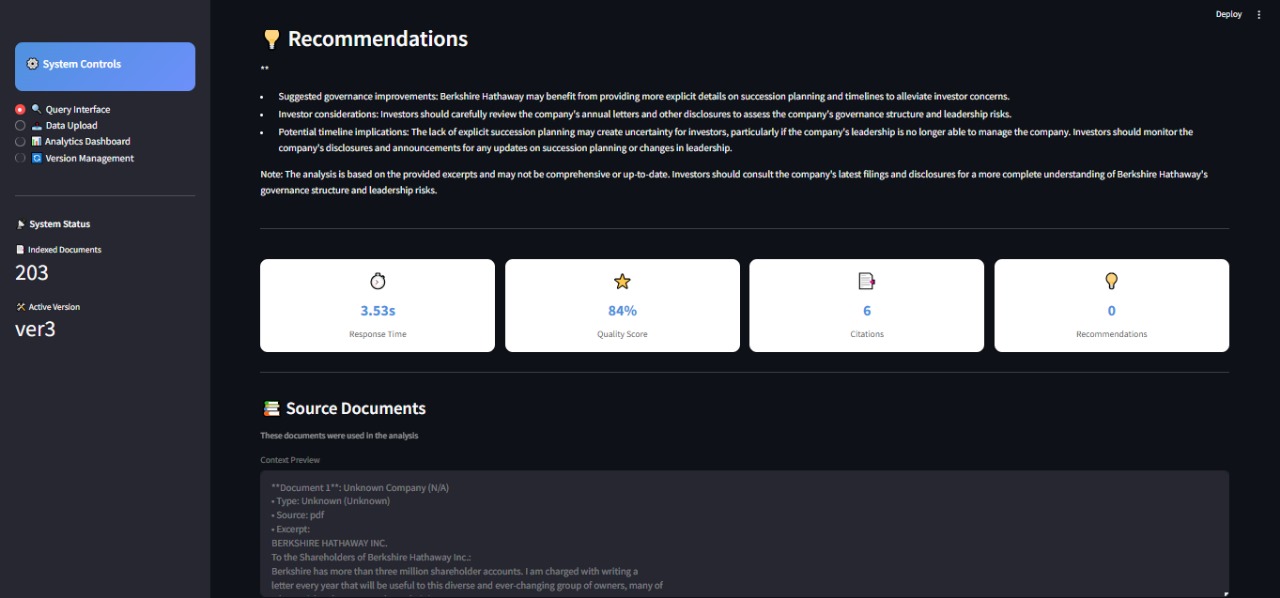 Deploy
System Controls
Query Interface
Data Upload
Analytics Dashboard
Version Management
System Status
Indexed Documents
203
Active Version
ver3
Recommendations
**
• Suggested governance improvements: Berkshire Hathaway may benefit from providing more explicit details on succession planning and timelines to alleviate investor concerns.
• Investor considerations: Investors should carefully review the company's annual letters and other disclosures to assess the company's governance structure and leadership risks.
• Potential timeline implications: The lack of explicit succession planning may create uncertainty for investors, particularly if the company's leadership is no longer able to manage the company. Investors should monitor the
company's disclosures and announcements for any updates on succession planning or changes in leadership.
Note: The analysis is based on the provided excerpts and may not be comprehensive or up-to-date. Investors should consult the company's latest filings and disclosures for a more complete understanding of Berkshire Hathaway's
governance structure and leadership risks.
3.53s
Response Time
84%
Quality Score
6
Citations
0
Recommendations
Source Documents
These documents were used in the analysis
Context Preview
**Document 1**: Unknown Company (N/A)
• Type: Unknown (Unknown)
• Source: pdf
• Excerpt:
BERKSHIRE HATHAWAY INC.
To the Shareholders of Berkshire Hathaway Inc.:
Berkshire has more than three million shareholder accounts. I am charged with writing a
letter every year that will be useful to this diverse and ever-changing group of owners, many of